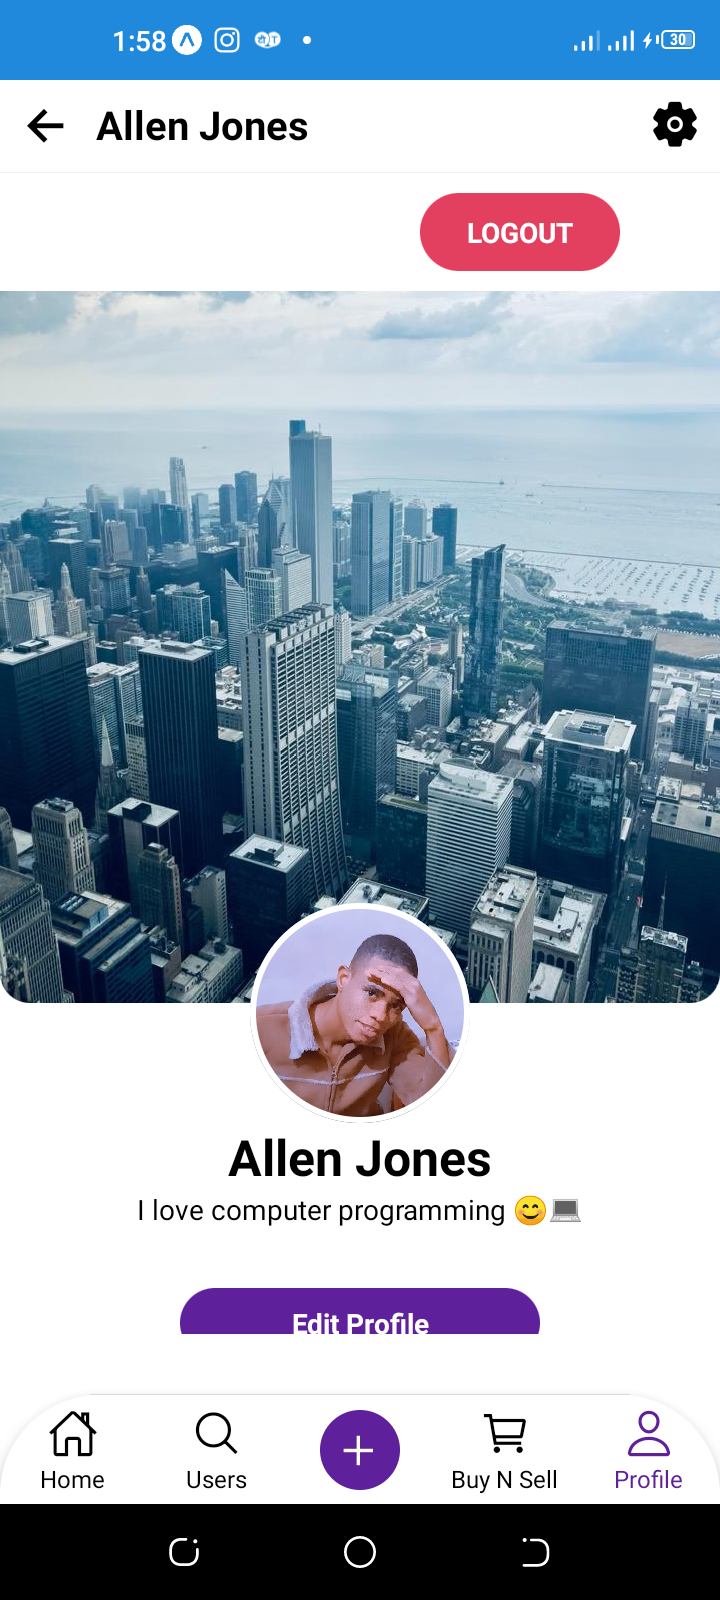 1:58
30
Allen Jones
LOGOUT
Allen Jones
I love computer programming 😊💻
Edit Profile
Home
Users
Buy N Sell
Profile